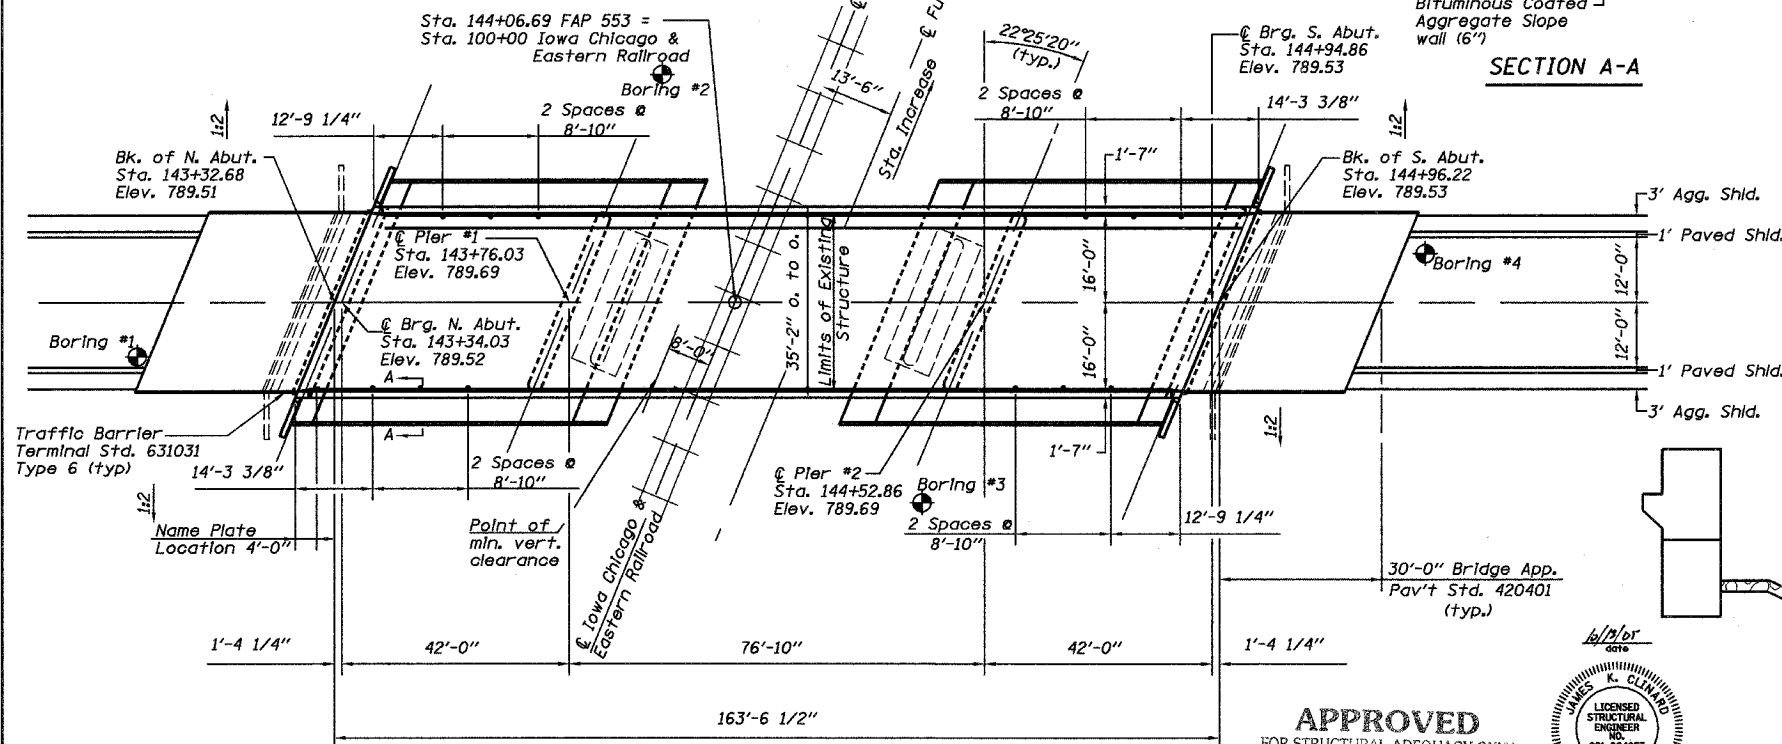 Sta. 144+06.69 FAP 553 =
Sta. 100+00 Iowa Chicago &
Eastern Railroad
Boring #2
13'-6"
Sta. Increase
℄ Fu
22°25'20"
(typ.)
℄ Brg. S. Abut.
Sta. 144+94.86
Elev. 789.53
Bituminous Coated
Aggregate Slope
wall (6")
SECTION A-A
1:2
12'-9 1/4"
2 Spaces @
8'-10"
2 Spaces @
8'-10"
14'-3 3/8"
1:2
Bk. of N. Abut.
Sta. 143+32.68
Elev. 789.51
1'-7"
Bk. of S. Abut.
Sta. 144+96.22
Elev. 789.53
3' Agg. Shld.
1' Paved Shld.
℄ Pier #1
Sta. 143+76.03
Elev. 789.69
35'-2" o. to o.
Limits of Existing
Structure
16'-0"
16'-0"
Boring #4
12'-0"
12'-0"
Boring #1
℄ Brg. N. Abut.
Sta. 143+34.03
Elev. 789.52
8'-0"
A
A
1' Paved Shld.
3' Agg. Shld.
Traffic Barrier
Terminal Std. 631031
Type 6 (typ)
14'-3 3/8"
2 Spaces @
8'-10"
1'-7"
1:2
1:2
Name Plate
Location 4'-0"
Point of
min. vert.
clearance
℄ Iowa Chicago &
Eastern Railroad
℄ Pier #2
Sta. 144+52.86
Elev. 789.69
Boring #3
2 Spaces @
8'-10"
12'-9 1/4"
30'-0" Bridge App.
Pav't Std. 420401
(typ.)
1'-4 1/4"
42'-0"
76'-10"
42'-0"
1'-4 1/4"
163'-6 1/2"
date
APPROVED
FOR STRUCTURAL ADEQUACY ONLY
JAMES K. CLINARD
LICENSED
STRUCTURAL
ENGINEER
NO.